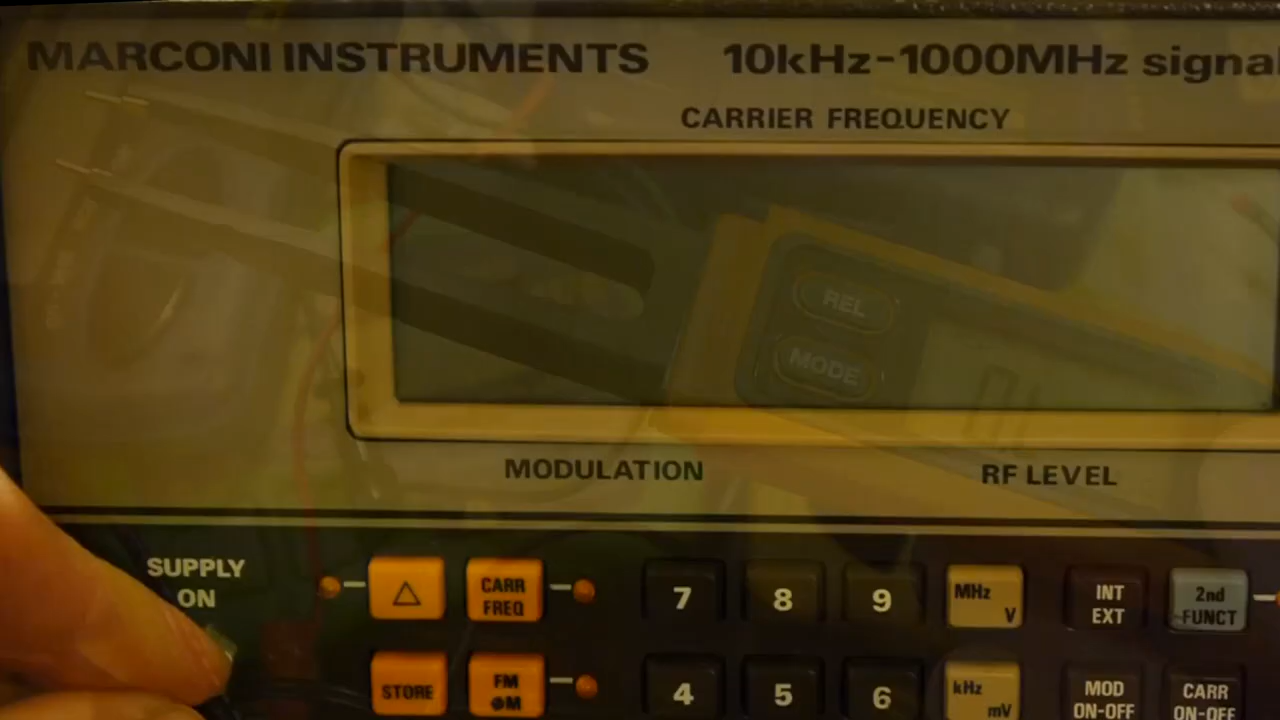 MARCONI INSTRUMENTS 10kHz-1000MHz signal
CARRIER FREQUENCY
REL
MODE
MODULATION RF LEVEL
SUPPLY
ON
△ CARR
FREQ
7 8 9 MHz
V
INT
EXT
2nd
FUNCT
STORE FM
ΦM
4 5 6 kHz
mV
MOD
ON-OFF
CARR
ON-OFF